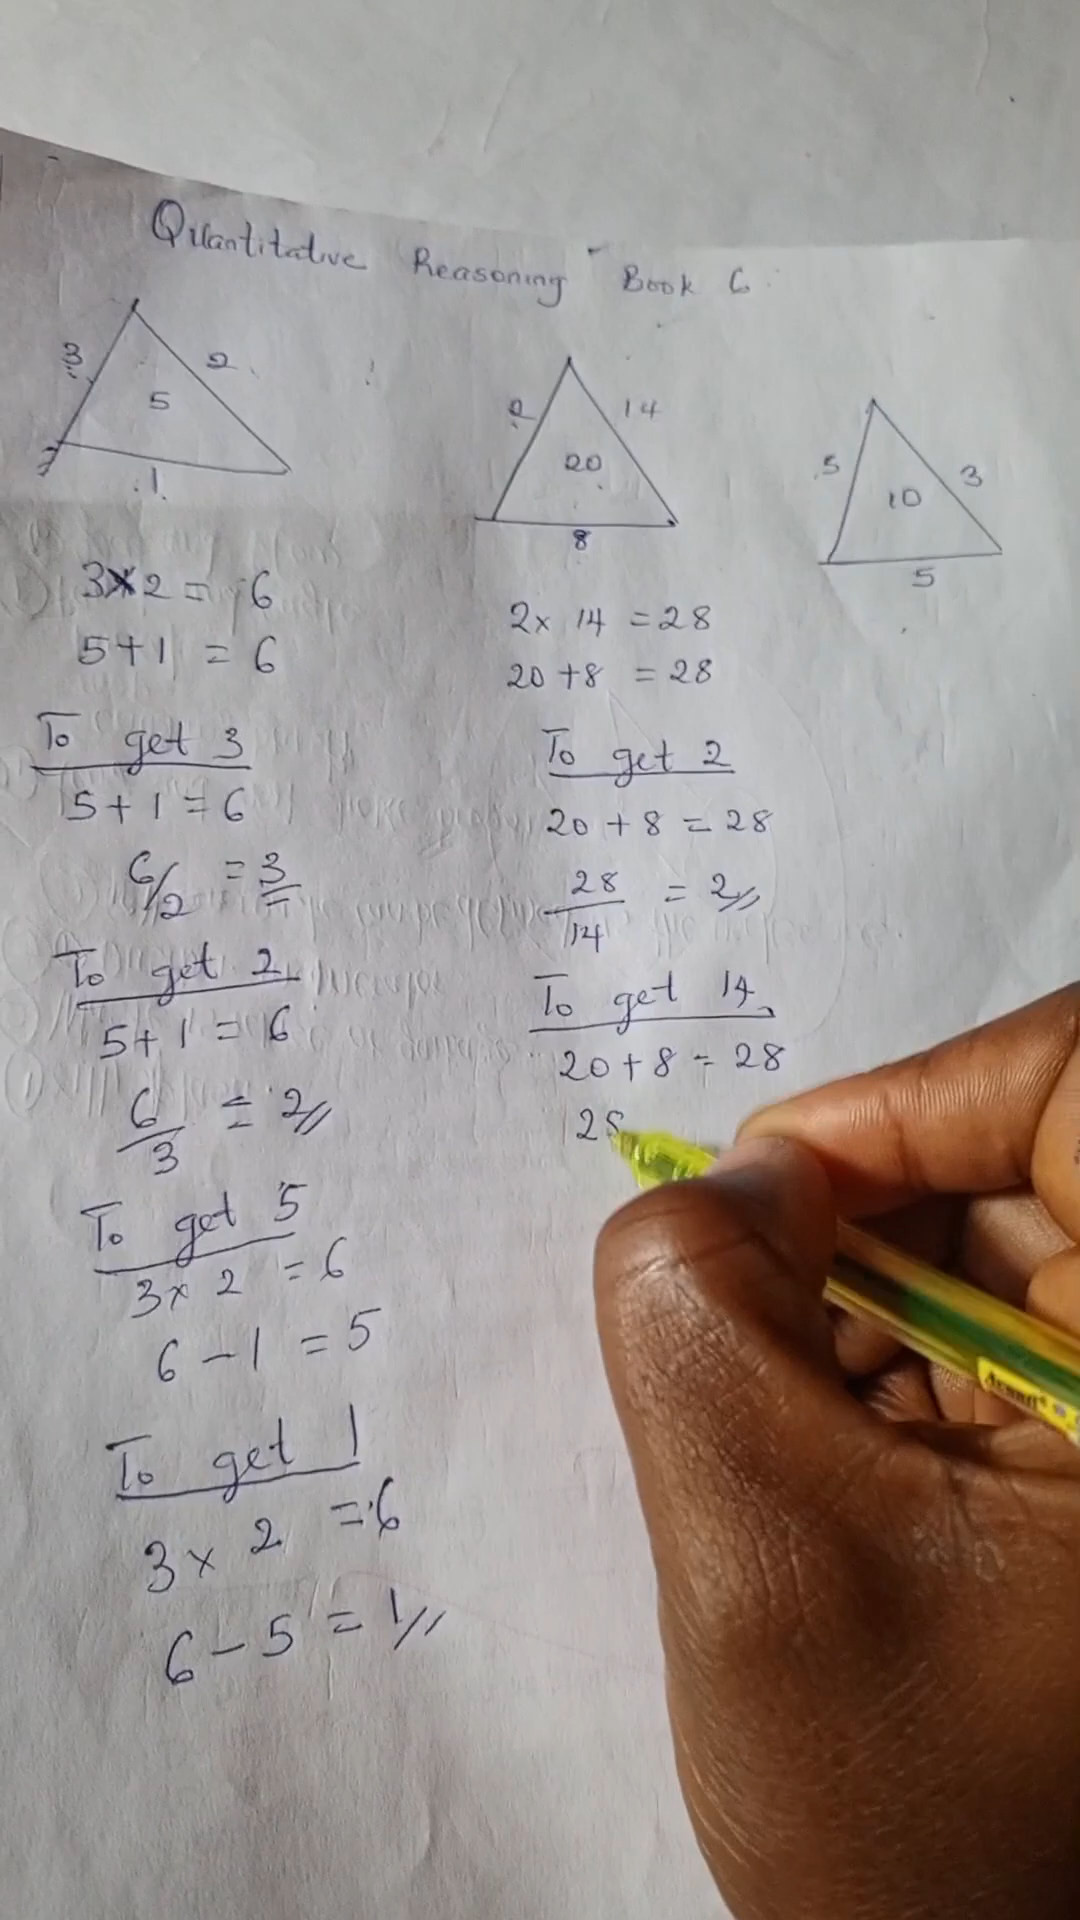 Quantitative Reasoning Book 6
3
2
5
1
2
14
20
8
5
3
10
5
3×2 = 6
5+1 = 6
To get 3
5+1=6
6/2 = 3
To get 2
5+1 = 6
6/3 = 2
To get 5
3×2 = 6
6-1 = 5
To get 1
3×2 = 6
6-5 = 1
2×14 = 28
20+8 = 28
To get 2
20+8 = 28
28/14 = 2
To get 14
20+8 = 28
28